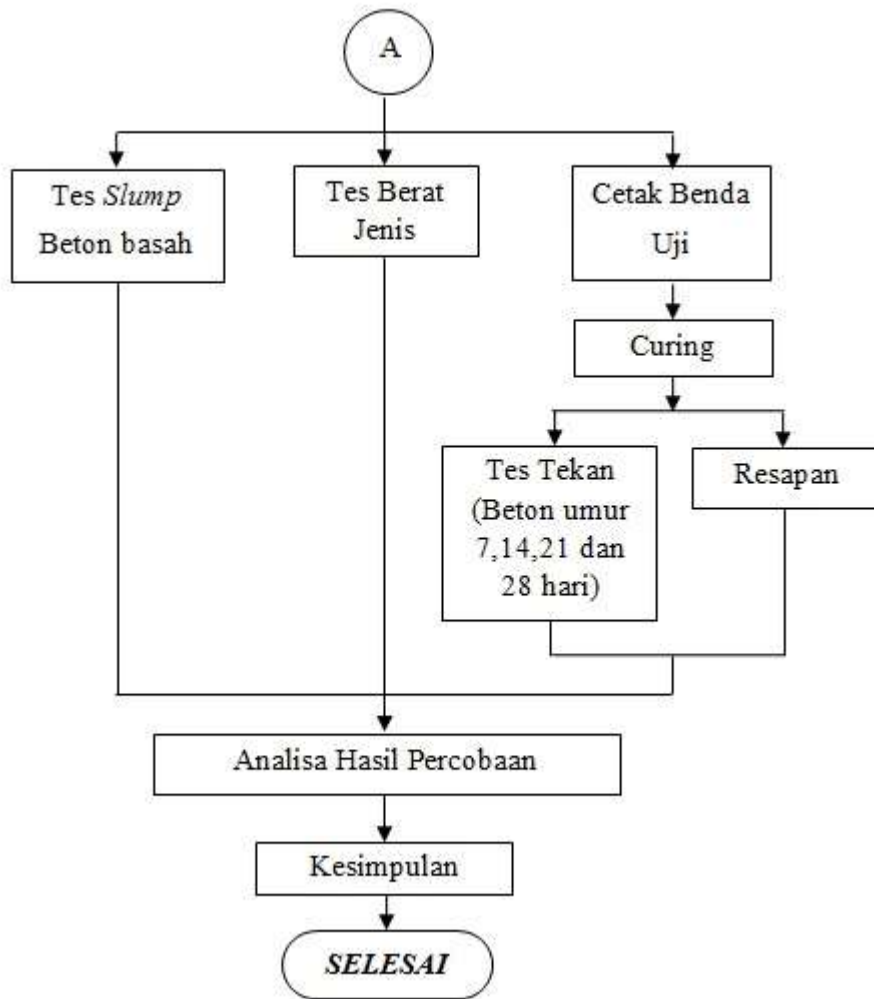 A
Tes Slump
Beton basah
Tes Berat
Jenis
Cetak Benda
Uji
Curing
Tes Tekan
(Beton umur
7,14,21 dan
28 hari)
Resapan
Analisa Hasil Percobaan
Kesimpulan
SELESAI